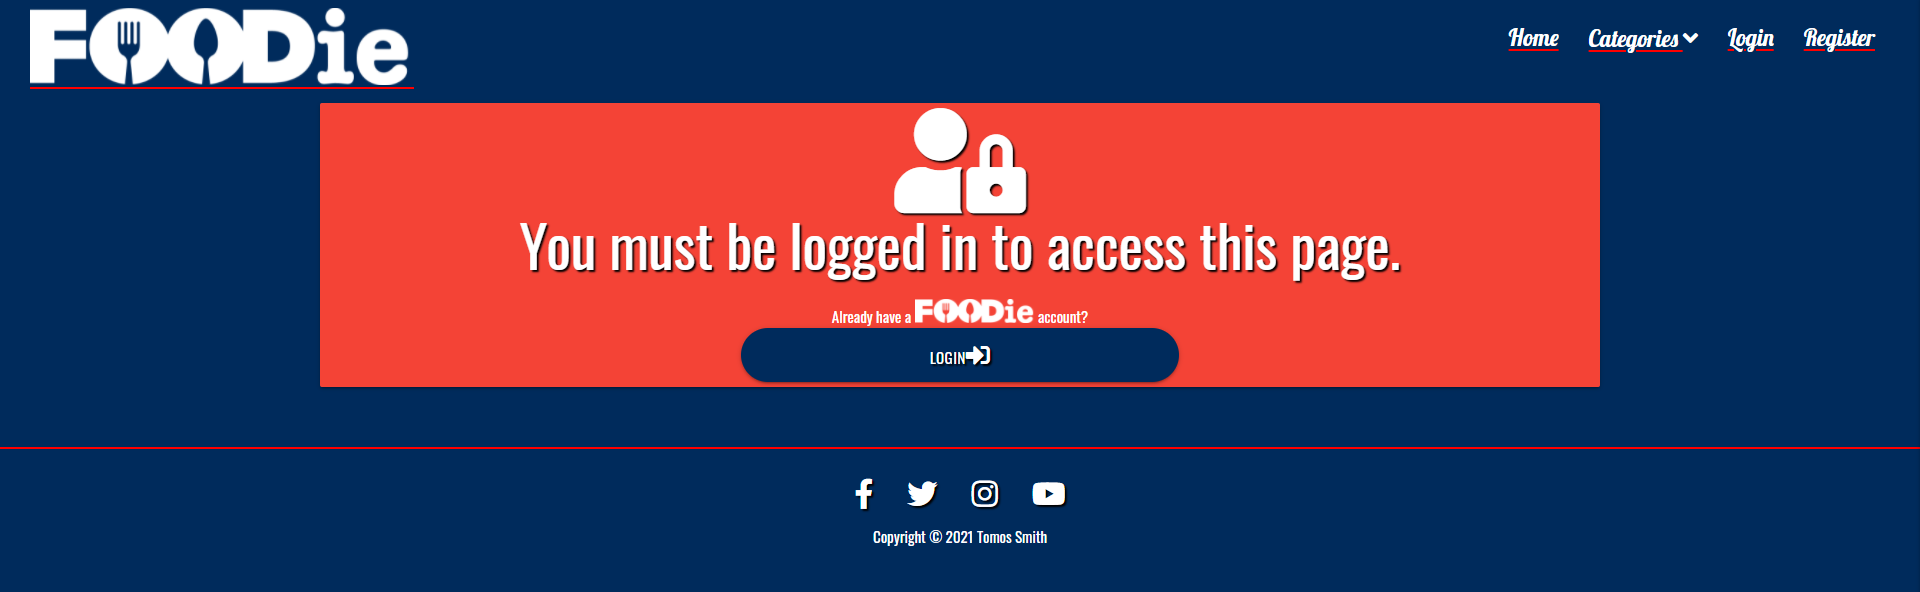 FOODie
Home Categories Login Register
You must be logged in to access this page.
Already have a FOODie account?
LOGIN
Copyright © 2021 Tomos Smith